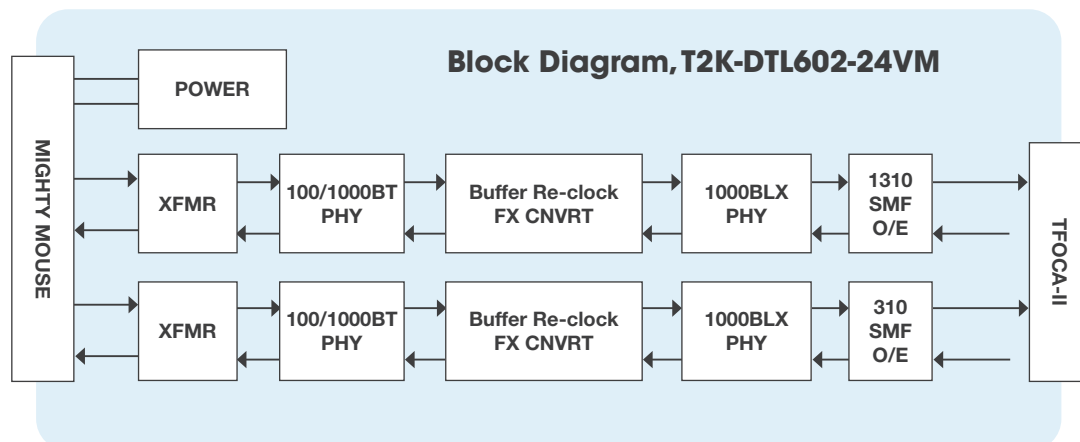 Block Diagram, T2K-DTL602-24VM
MIGHTY MOUSE
POWER
XFMR
100/1000BT
PHY
Buffer Re-clock
FX CNVRT
1000BLX
PHY
1310
SMF
O/E
TFOCA-II
XFMR
100/1000BT
PHY
Buffer Re-clock
FX CNVRT
1000BLX
PHY
310
SMF
O/E